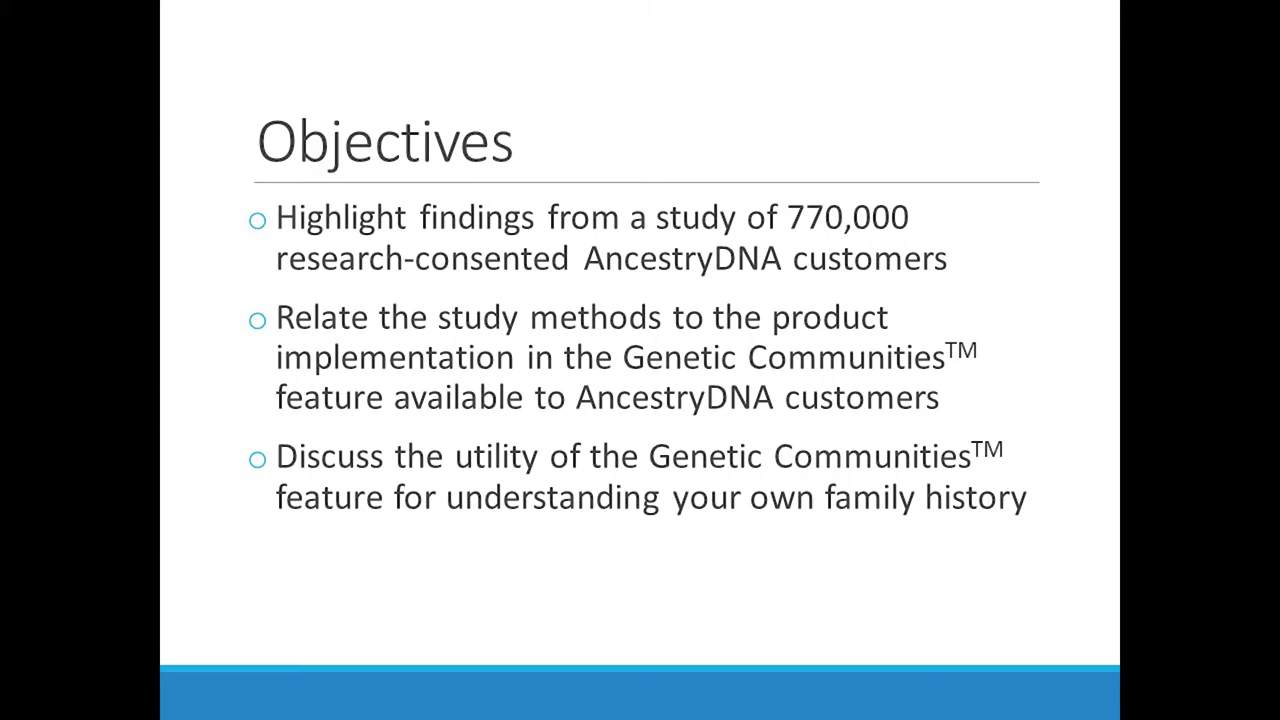 Objectives
o Highlight findings from a study of 770,000
research-consented AncestryDNA customers
o Relate the study methods to the product
implementation in the Genetic Communities™
feature available to AncestryDNA customers
o Discuss the utility of the Genetic Communities™
feature for understanding your own family history